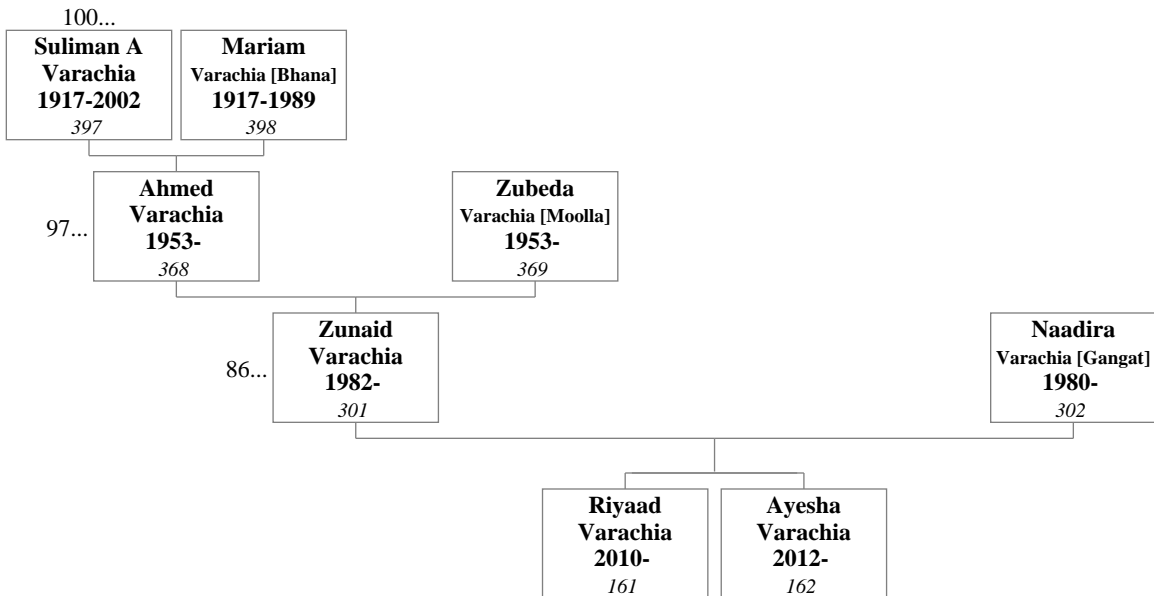 100...
Suliman A
Varachia
1917-2002
397
Mariam
Varachia [Bhana]
1917-1989
398
97...
Ahmed
Varachia
1953-
368
Zubeda
Varachia [Moolla]
1953-
369
86...
Zunaid
Varachia
1982-
301
Naadira
Varachia [Gangat]
1980-
302
Riyaad
Varachia
2010-
161
Ayesha
Varachia
2012-
162